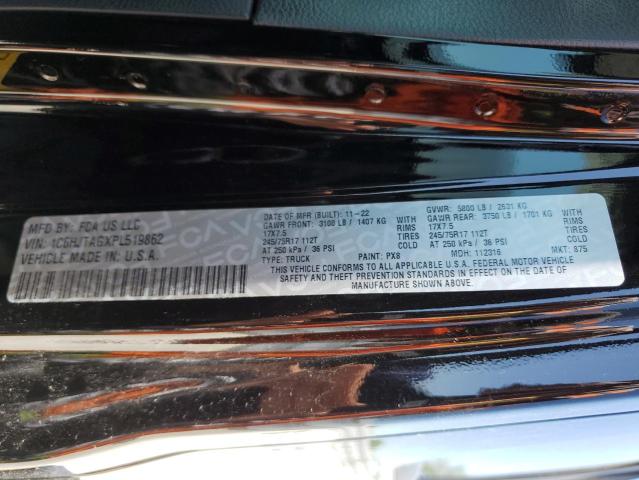 MFD BY: FCA US LLC
VIN: 1C6HJTAGXPL519862
VEHICLE MADE IN: U.S.A.
DATE OF MFR (BUILT): 11-22
GAWR FRONT: 3100 LB / 1407 KG
17X7.5 RIMS
245/75R17 112T WITH
AT 250 kPa / 36 PSI TIRES
TYPE: TRUCK PAINT: PX8
GVWR: 5800 LB / 2631 KG
GAWR REAR: 3750 LB / 1701 KG
17X7.5 RIMS
245/75R17 112T WITH
AT 250 kPa / 36 PSI TIRES
MDH: 112316 MKT: 875
THIS VEHICLE CONFORMS TO ALL APPLICABLE U.S.A. FEDERAL MOTOR VEHICLE
SAFETY AND THEFT PREVENTION STANDARDS IN EFFECT ON THE DATE OF
MANUFACTURE SHOWN ABOVE.